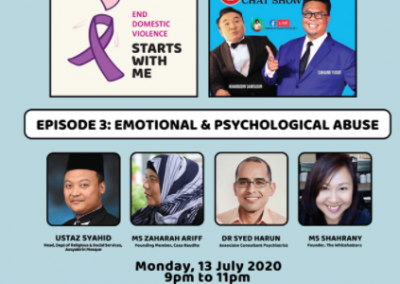 END
DOMESTIC
VIOLENCE
STARTS
WITH
ME
CHAT SHOW
LIVE
EPISODE 3: EMOTIONAL & PSYCHOLOGICAL ABUSE
USTAZ SYAHID
Head, Dept of Religious & Social Services,
Assyakirin Mosque
MS ZAHARAH ARIFF
Founding Member, Casa Raudha
DR SYED HARUN
Associate Consultant Psychiatrist
MS SHAHRANY
Founder, The Whitehatters
Monday, 13 July 2020
9pm to 11pm